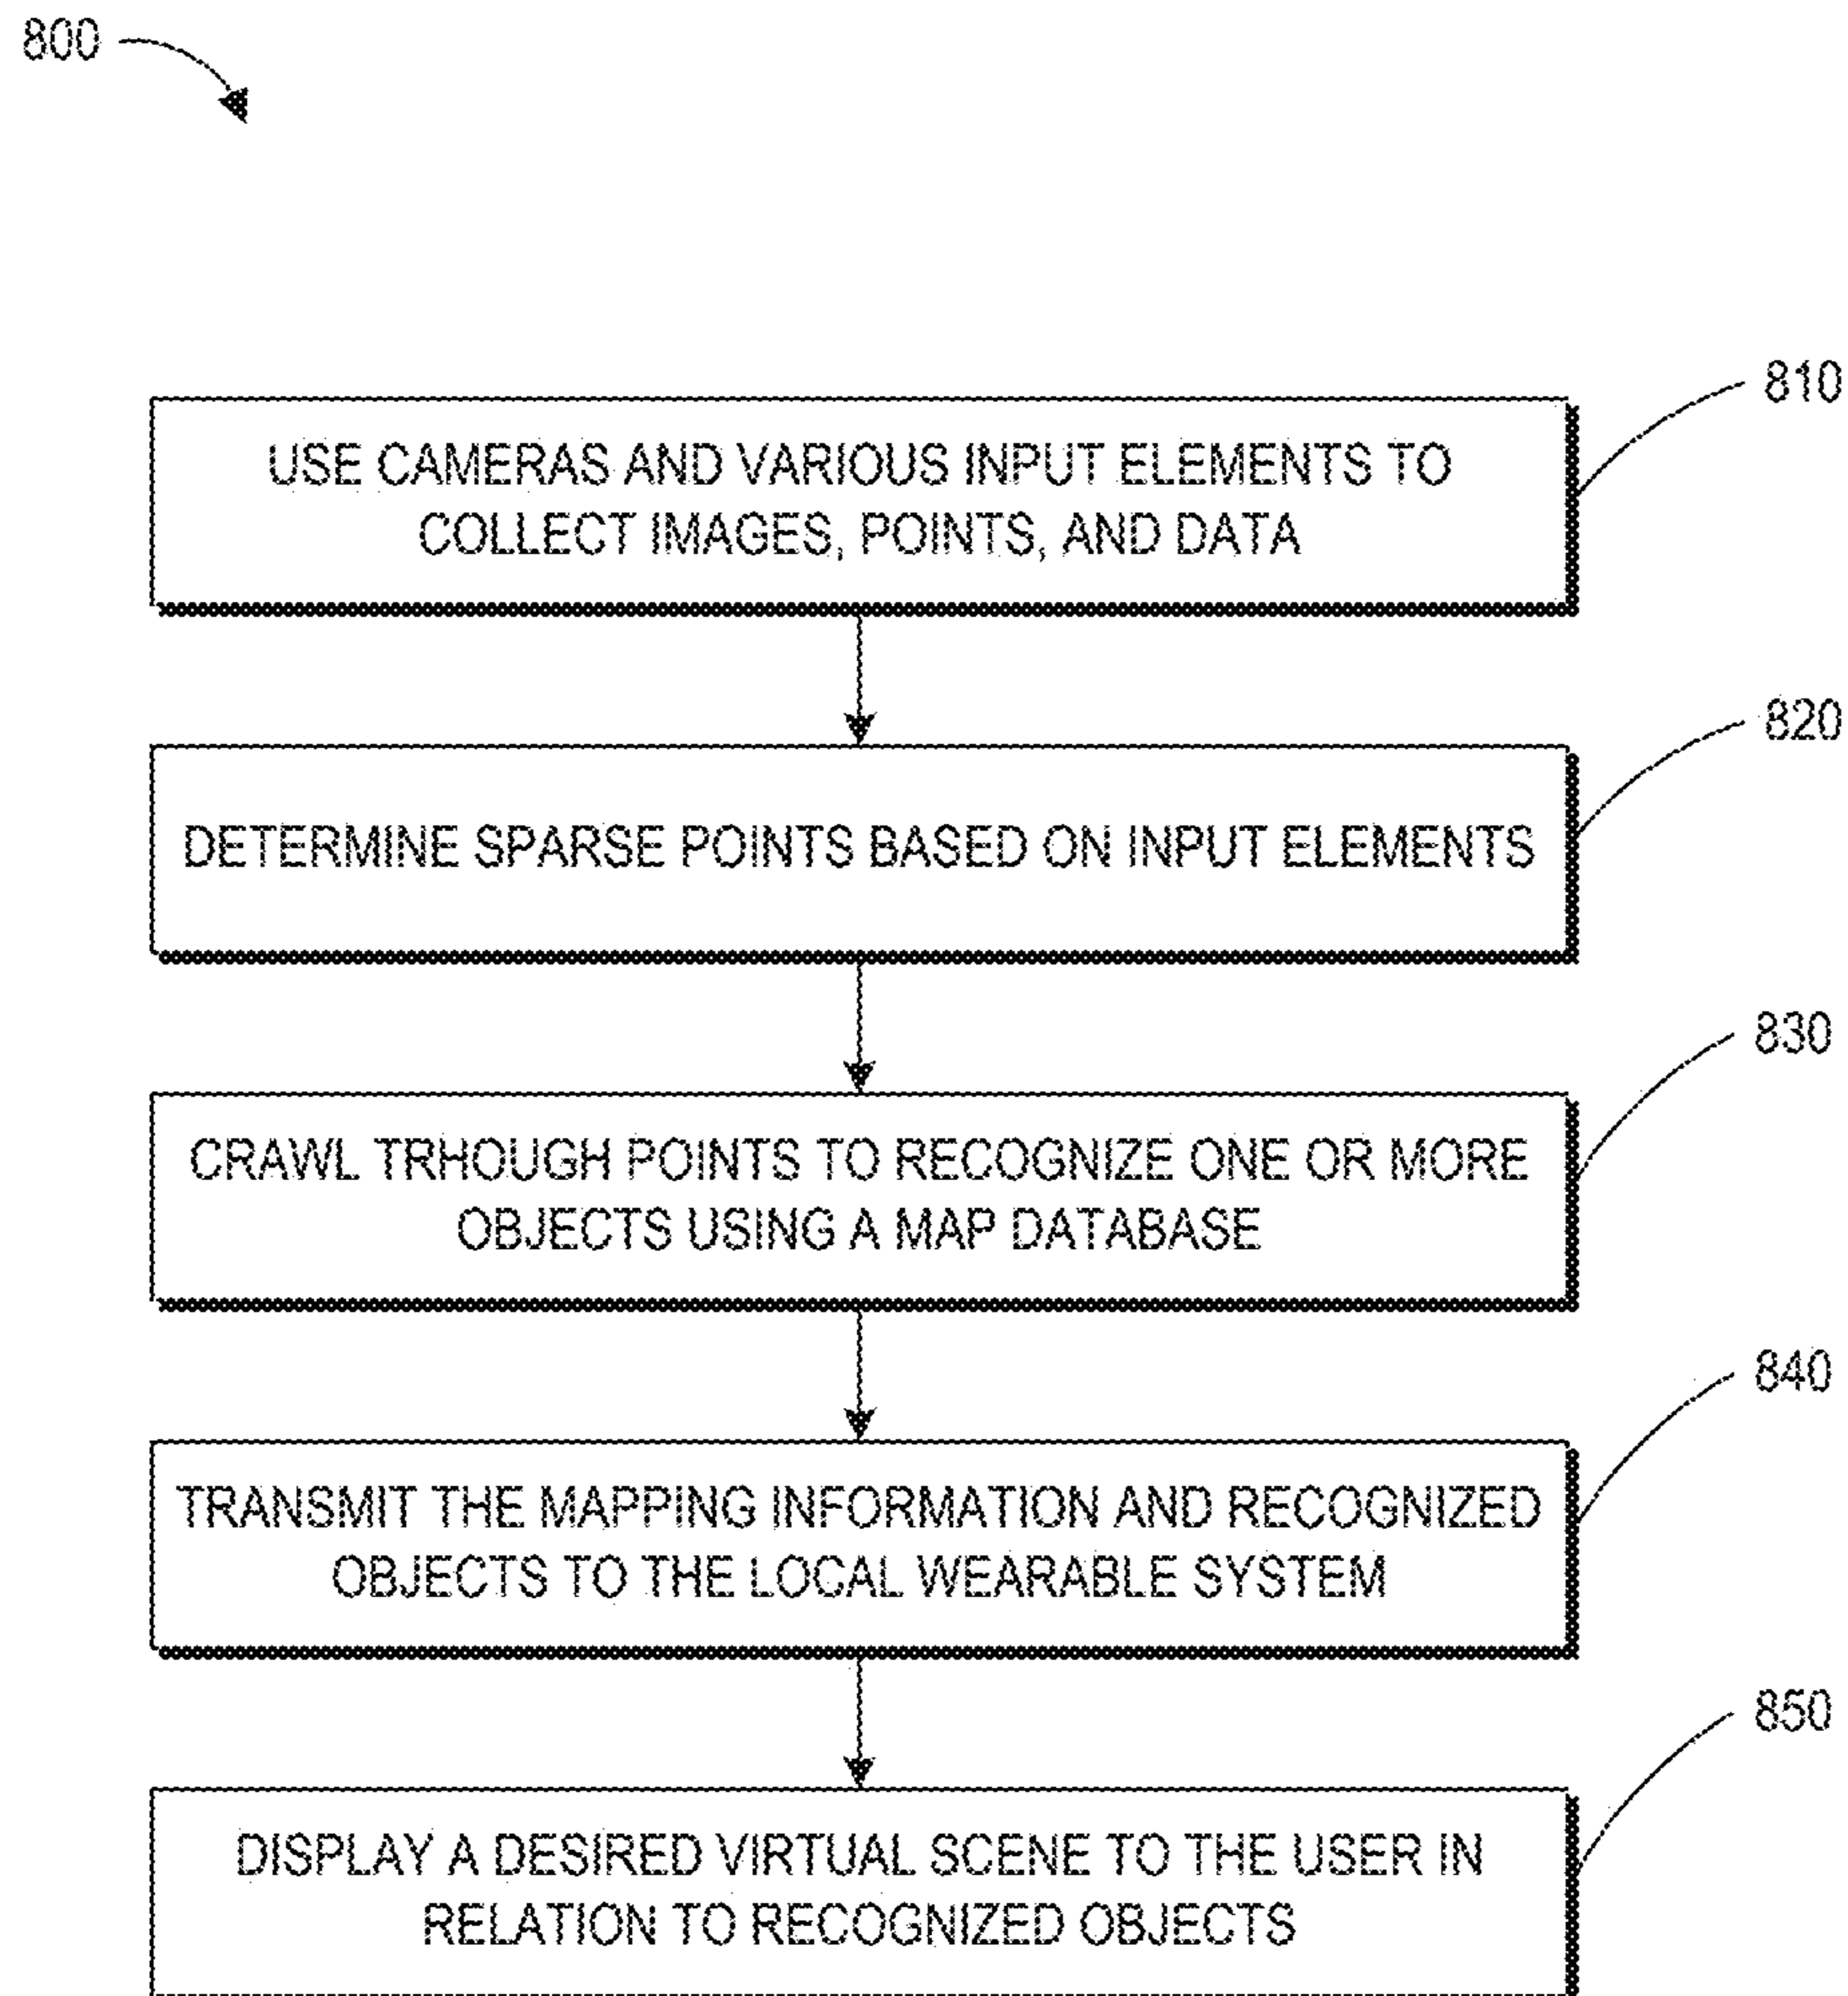 800
810
USE CAMERAS AND VARIOUS INPUT ELEMENTS TO
COLLECT IMAGES, POINTS, AND DATA
820
DETERMINE SPARSE POINTS BASED ON INPUT ELEMENTS
830
CRAWL TRHOUGH POINTS TO RECOGNIZE ONE OR MORE
OBJECTS USING A MAP DATABASE
840
TRANSMIT THE MAPPING INFORMATION AND RECOGNIZED
OBJECTS TO THE LOCAL WEARABLE SYSTEM
850
DISPLAY A DESIRED VIRTUAL SCENE TO THE USER IN
RELATION TO RECOGNIZED OBJECTS